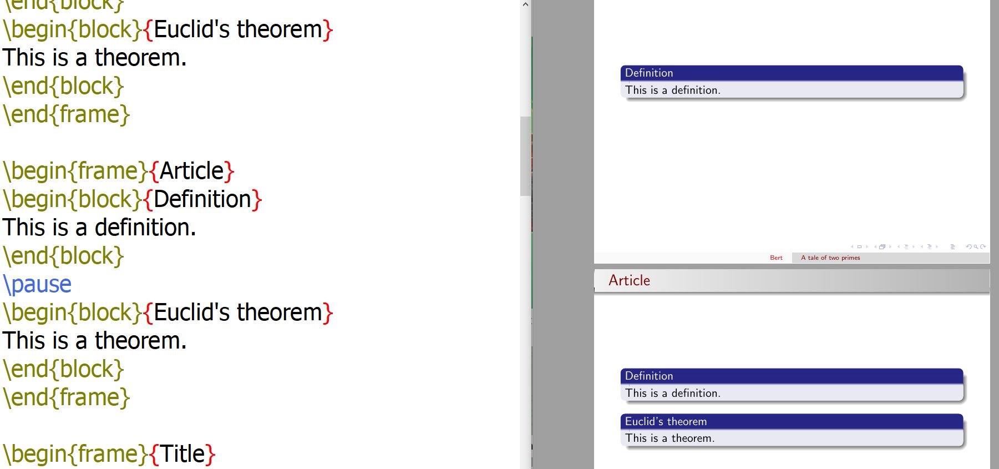 \end{block}
\begin{block}{Euclid's theorem}
This is a theorem.
\end{block}
\end{frame}
\begin{frame}{Article}
\begin{block}{Definition}
This is a definition.
\end{block}
\pause
\begin{block}{Euclid's theorem}
This is a theorem.
\end{block}
\end{frame}
\begin{frame}{Title}
Definition
This is a definition.
Bert
A tale of two primes
Article
Definition
This is a definition.
Euclid's theorem
This is a theorem.